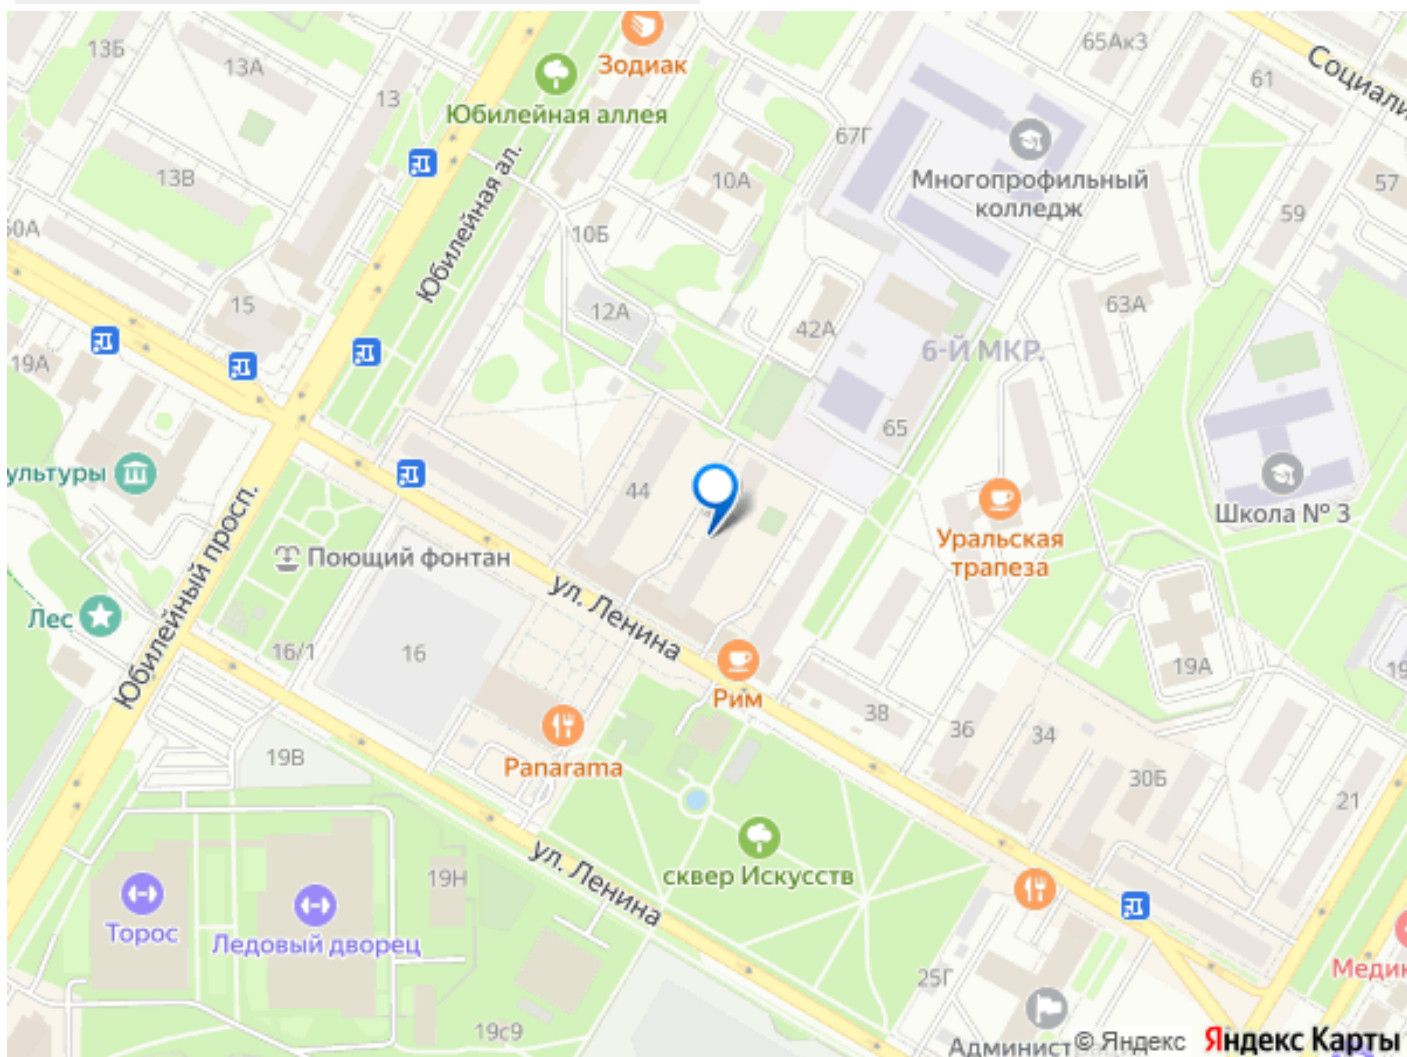 13Б
13А
13
Зодиак
Юбилейная аллея
65Ак3
61
Социали
67Г
Многопрофильный
колледж
57
13В
10А
59
Юбилейная ал.
10Б
15
12А
42А
63А
6-Й МКР.
19А
65
ультуры
44
Школа № 3
Уральская
трапеза
Поющий фонтан
Юбилейный просп.
ул. Ленина
Лес
16/1
16
19А
19
Рим
38
36
34
Panarama
19В
30Б
21
ул. Ленина
сквер Искусств
19Н
Торос
Ледовый дворец
25Г
Медик
19с9
Админист
© Яндекс
Яндекс Карты